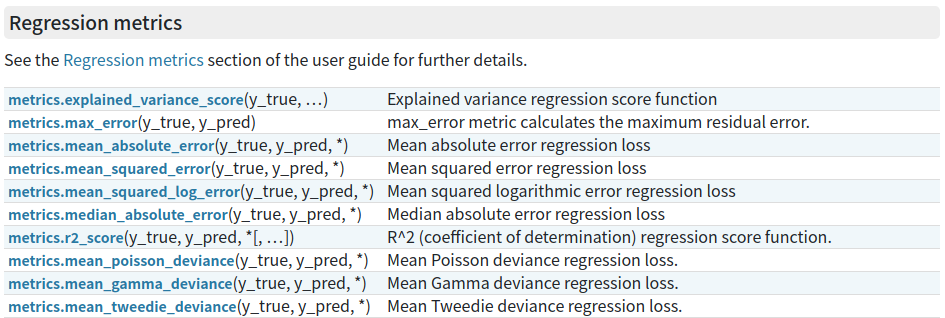 Regression metrics
See the Regression metrics section of the user guide for further details.
metrics.explained_variance_score(y_true, …) Explained variance regression score function
metrics.max_error(y_true, y_pred) max_error metric calculates the maximum residual error.
metrics.mean_absolute_error(y_true, y_pred, *) Mean absolute error regression loss
metrics.mean_squared_error(y_true, y_pred, *) Mean squared error regression loss
metrics.mean_squared_log_error(y_true, y_pred, *) Mean squared logarithmic error regression loss
metrics.median_absolute_error(y_true, y_pred, *) Median absolute error regression loss
metrics.r2_score(y_true, y_pred, *[, …]) R^2 (coefficient of determination) regression score function.
metrics.mean_poisson_deviance(y_true, y_pred, *) Mean Poisson deviance regression loss.
metrics.mean_gamma_deviance(y_true, y_pred, *) Mean Gamma deviance regression loss.
metrics.mean_tweedie_deviance(y_true, y_pred, *) Mean Tweedie deviance regression loss.